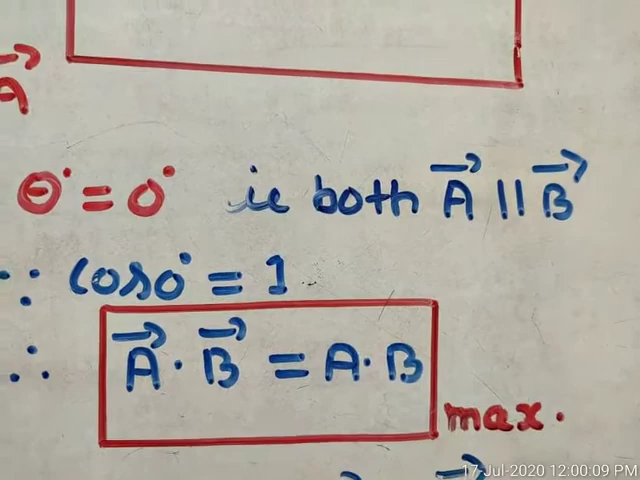 A⃗
θ° = 0° ie both A⃗ || B⃗
∵ cos0° = 1
∴ A⃗ · B⃗ = A · B max.
17-Jul-2020 12:00:09 PM